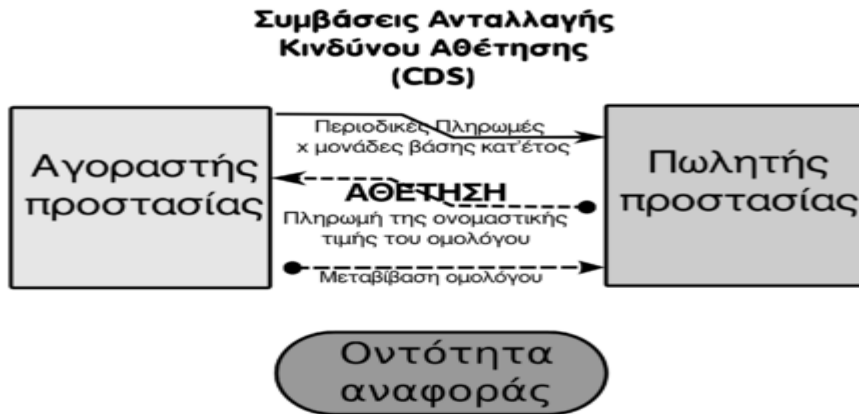 Συμβάσεις Ανταλλαγής
Κινδύνου Αθέτησης
(CDS)
Αγοραστής
προστασίας
Περιοδικές Πληρωμές
x μονάδες βάσης κατ'έτος
ΑΘΕΤΗΣΗ
Πληρωμή της ονομαστικής
τιμής του ομολόγου
Μεταβίβαση ομολόγου
Πωλητής
προστασίας
Οντότητα
αναφοράς